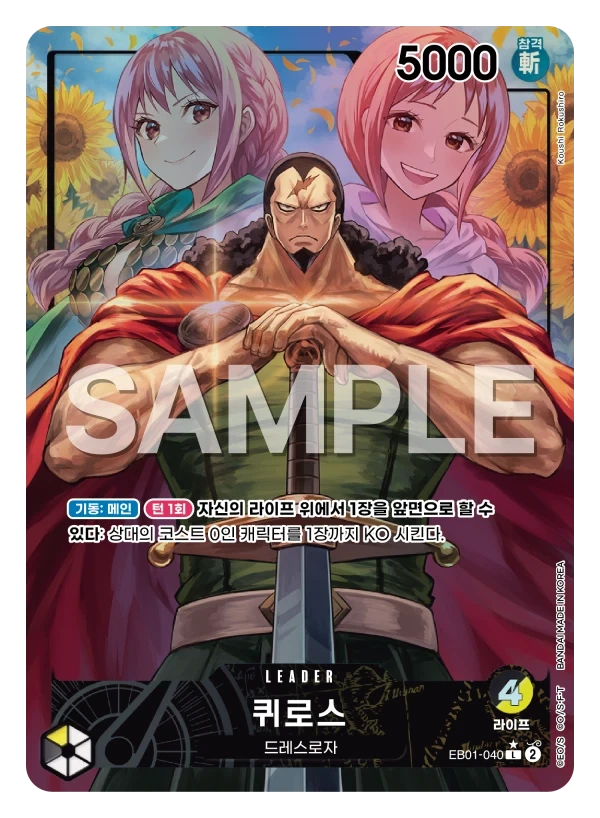 5000
참격
斬
Koushi Rokushiro
SAMPLE
기동: 메인 턴 1회 자신의 라이프 위에서 1장을 앞면으로 할 수
있다: 상대의 코스트 0인 캐릭터를 1장까지 KO 시킨다.
©EO/S ©O/S·F·T BANDAI MADE IN KOREA
LEADER
퀴로스
드레스로자
4
라이프
EB01-040 L 2